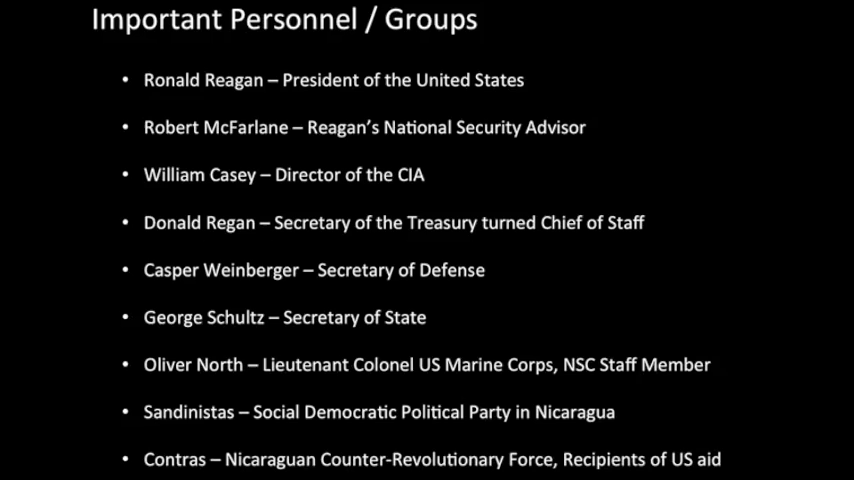 Important Personnel / Groups
• Ronald Reagan – President of the United States
• Robert McFarlane – Reagan's National Security Advisor
• William Casey – Director of the CIA
• Donald Regan – Secretary of the Treasury turned Chief of Staff
• Casper Weinberger – Secretary of Defense
• George Schultz – Secretary of State
• Oliver North – Lieutenant Colonel US Marine Corps, NSC Staff Member
• Sandinistas – Social Democratic Political Party in Nicaragua
• Contras – Nicaraguan Counter-Revolutionary Force, Recipients of US aid